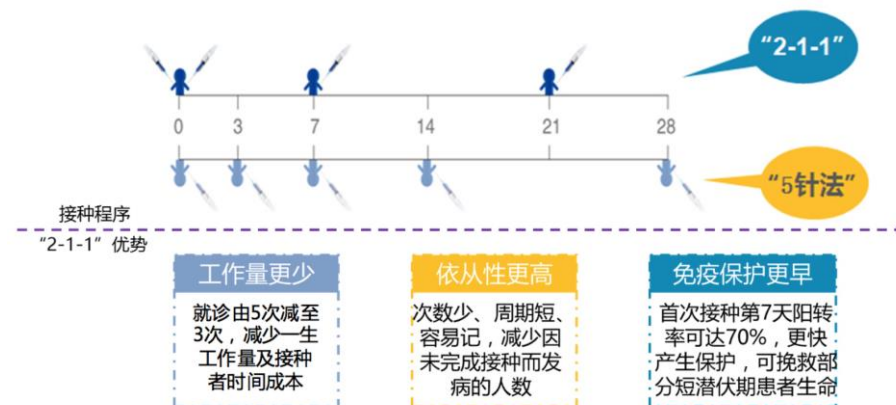 “2-1-1”
0 3 7 14 21 28
“5针法”
接种程序
“2-1-1”优势
工作量更少
就诊由5次减至
3次，减少一生
工作量及接种
者时间成本
依从性更高
次数少、周期短、
容易记，减少因
未完成接种而发
病的人数
免疫保护更早
首次接种第7天阳转
率可达70%，更快
产生保护，可挽救部
分短潜伏期患者生命